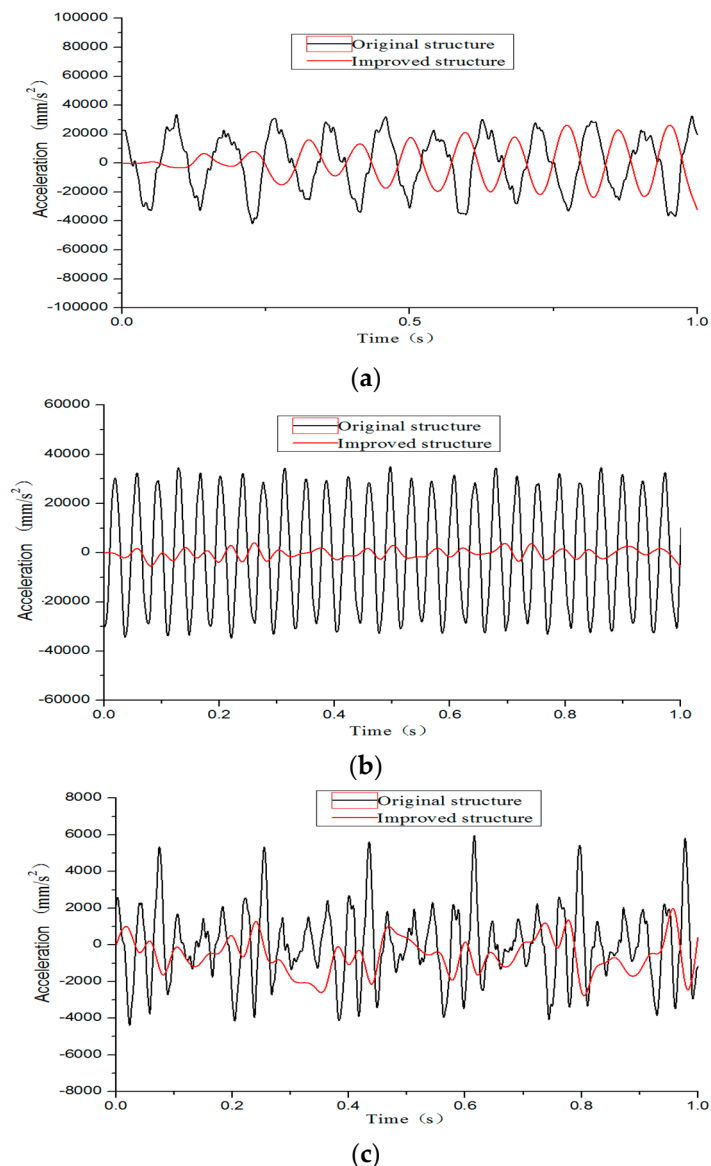 100000
80000
60000
40000
20000
0
-20000
-40000
-60000
-80000
-100000
Acceleration (mm/s²)
Original structure
Improved structure
0.0 0.5 1.0
Time (s)
(a)
60000
40000
20000
0
-20000
-40000
-60000
Acceleration (mm/s²)
Original structure
Improved structure
0.0 0.2 0.4 0.6 0.8 1.0
Time (s)
(b)
8000
6000
4000
2000
0
-2000
-4000
-6000
-8000
Acceleration (mm/s²)
Original structure
Improved structure
0.0 0.2 0.4 0.6 0.8 1.0
Time (s)
(c)